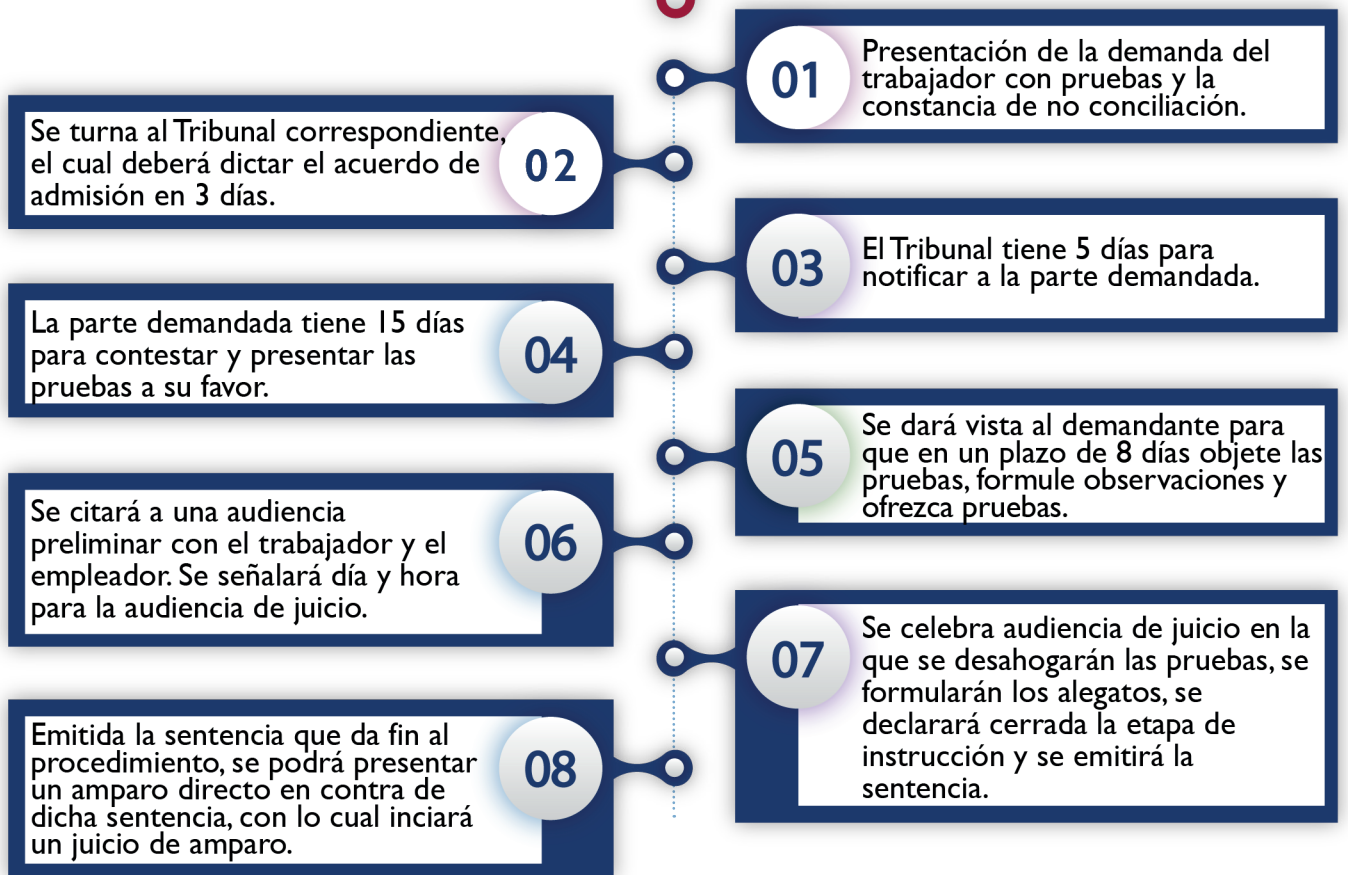 01
Presentación de la demanda del
trabajador con pruebas y la
constancia de no conciliación.
02
Se turna al Tribunal correspondiente,
el cual deberá dictar el acuerdo de
admisión en 3 días.
03
El Tribunal tiene 5 días para
notificar a la parte demandada.
04
La parte demandada tiene 15 días
para contestar y presentar las
pruebas a su favor.
05
Se dará vista al demandante para
que en un plazo de 8 días objete las
pruebas, formule observaciones y
ofrezca pruebas.
06
Se citará a una audiencia
preliminar con el trabajador y el
empleador. Se señalará día y hora
para la audiencia de juicio.
07
Se celebra audiencia de juicio en la
que se desahogarán las pruebas, se
formularán los alegatos, se
declarará cerrada la etapa de
instrucción y se emitirá la
sentencia.
08
Emitida la sentencia que da fin al
procedimiento, se podrá presentar
un amparo directo en contra de
dicha sentencia, con lo cual inciará
un juicio de amparo.